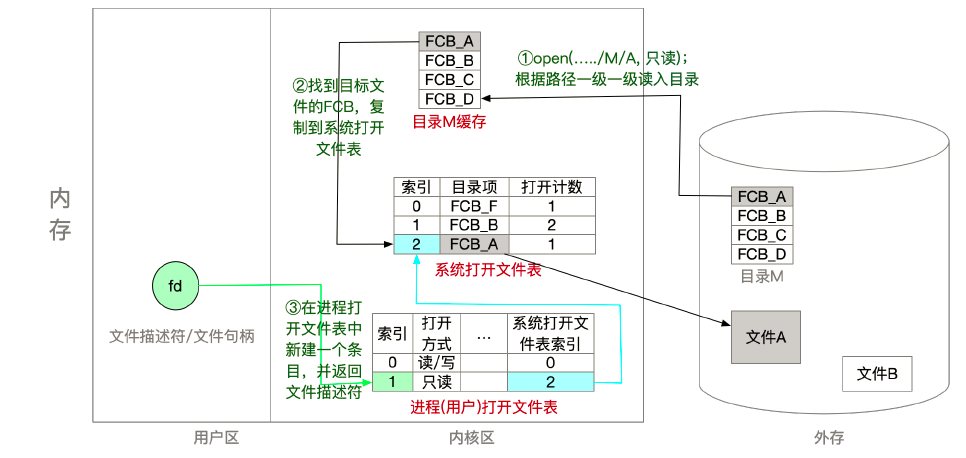 FCB_A
FCB_B
FCB_C
FCB_D
目录M缓存
①open(...../M/A, 只读);
根据路径一级一级读入目录
②找到目标文
件的FCB，复
制到系统打开
文件表
内
存
索引 目录项 打开计数
0 FCB_F 1
1 FCB_B 2
2 FCB_A 1
系统打开文件表
FCB_A
FCB_B
FCB_C
FCB_D
目录M
fd
文件描述符/文件句柄
③在进程打
开文件表中
新建一个条
目，并返回
文件描述符
索引 打开方式 ... 系统打开文件表索引
0 读/写 0
1 只读 2
进程(用户)打开文件表
文件A
文件B
用户区
内核区
外存